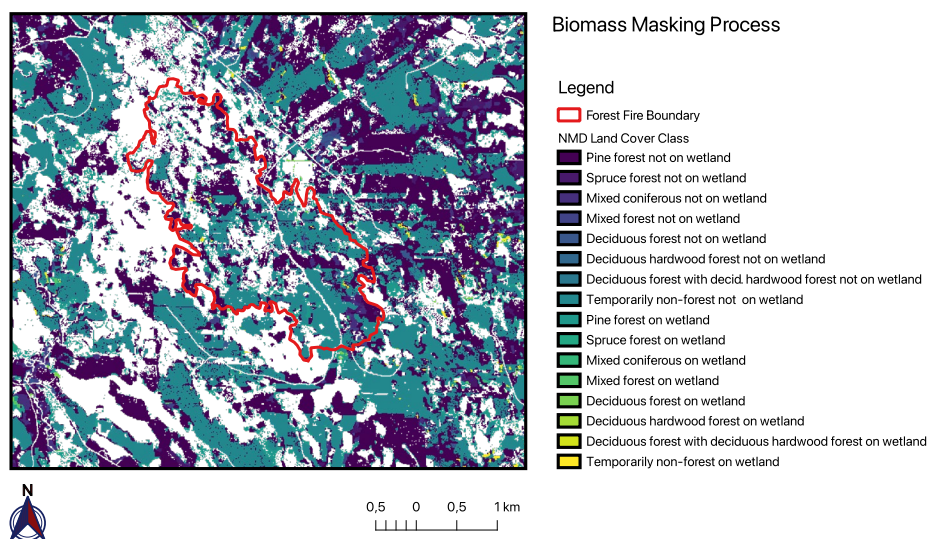 Biomass Masking Process
Legend
Forest Fire Boundary
NMD Land Cover Class
Pine forest not on wetland
Spruce forest not on wetland
Mixed coniferous not on wetland
Mixed forest not on wetland
Deciduous forest not on wetland
Deciduous hardwood forest not on wetland
Deciduous forest with decid. hardwood forest not on wetland
Temporarily non-forest not on wetland
Pine forest on wetland
Spruce forest on wetland
Mixed coniferous on wetland
Mixed forest on wetland
Deciduous forest on wetland
Deciduous hardwood forest on wetland
Deciduous forest with deciduous hardwood forest on wetland
Temporarily non-forest on wetland
N
0,5 0 0,5 1 km